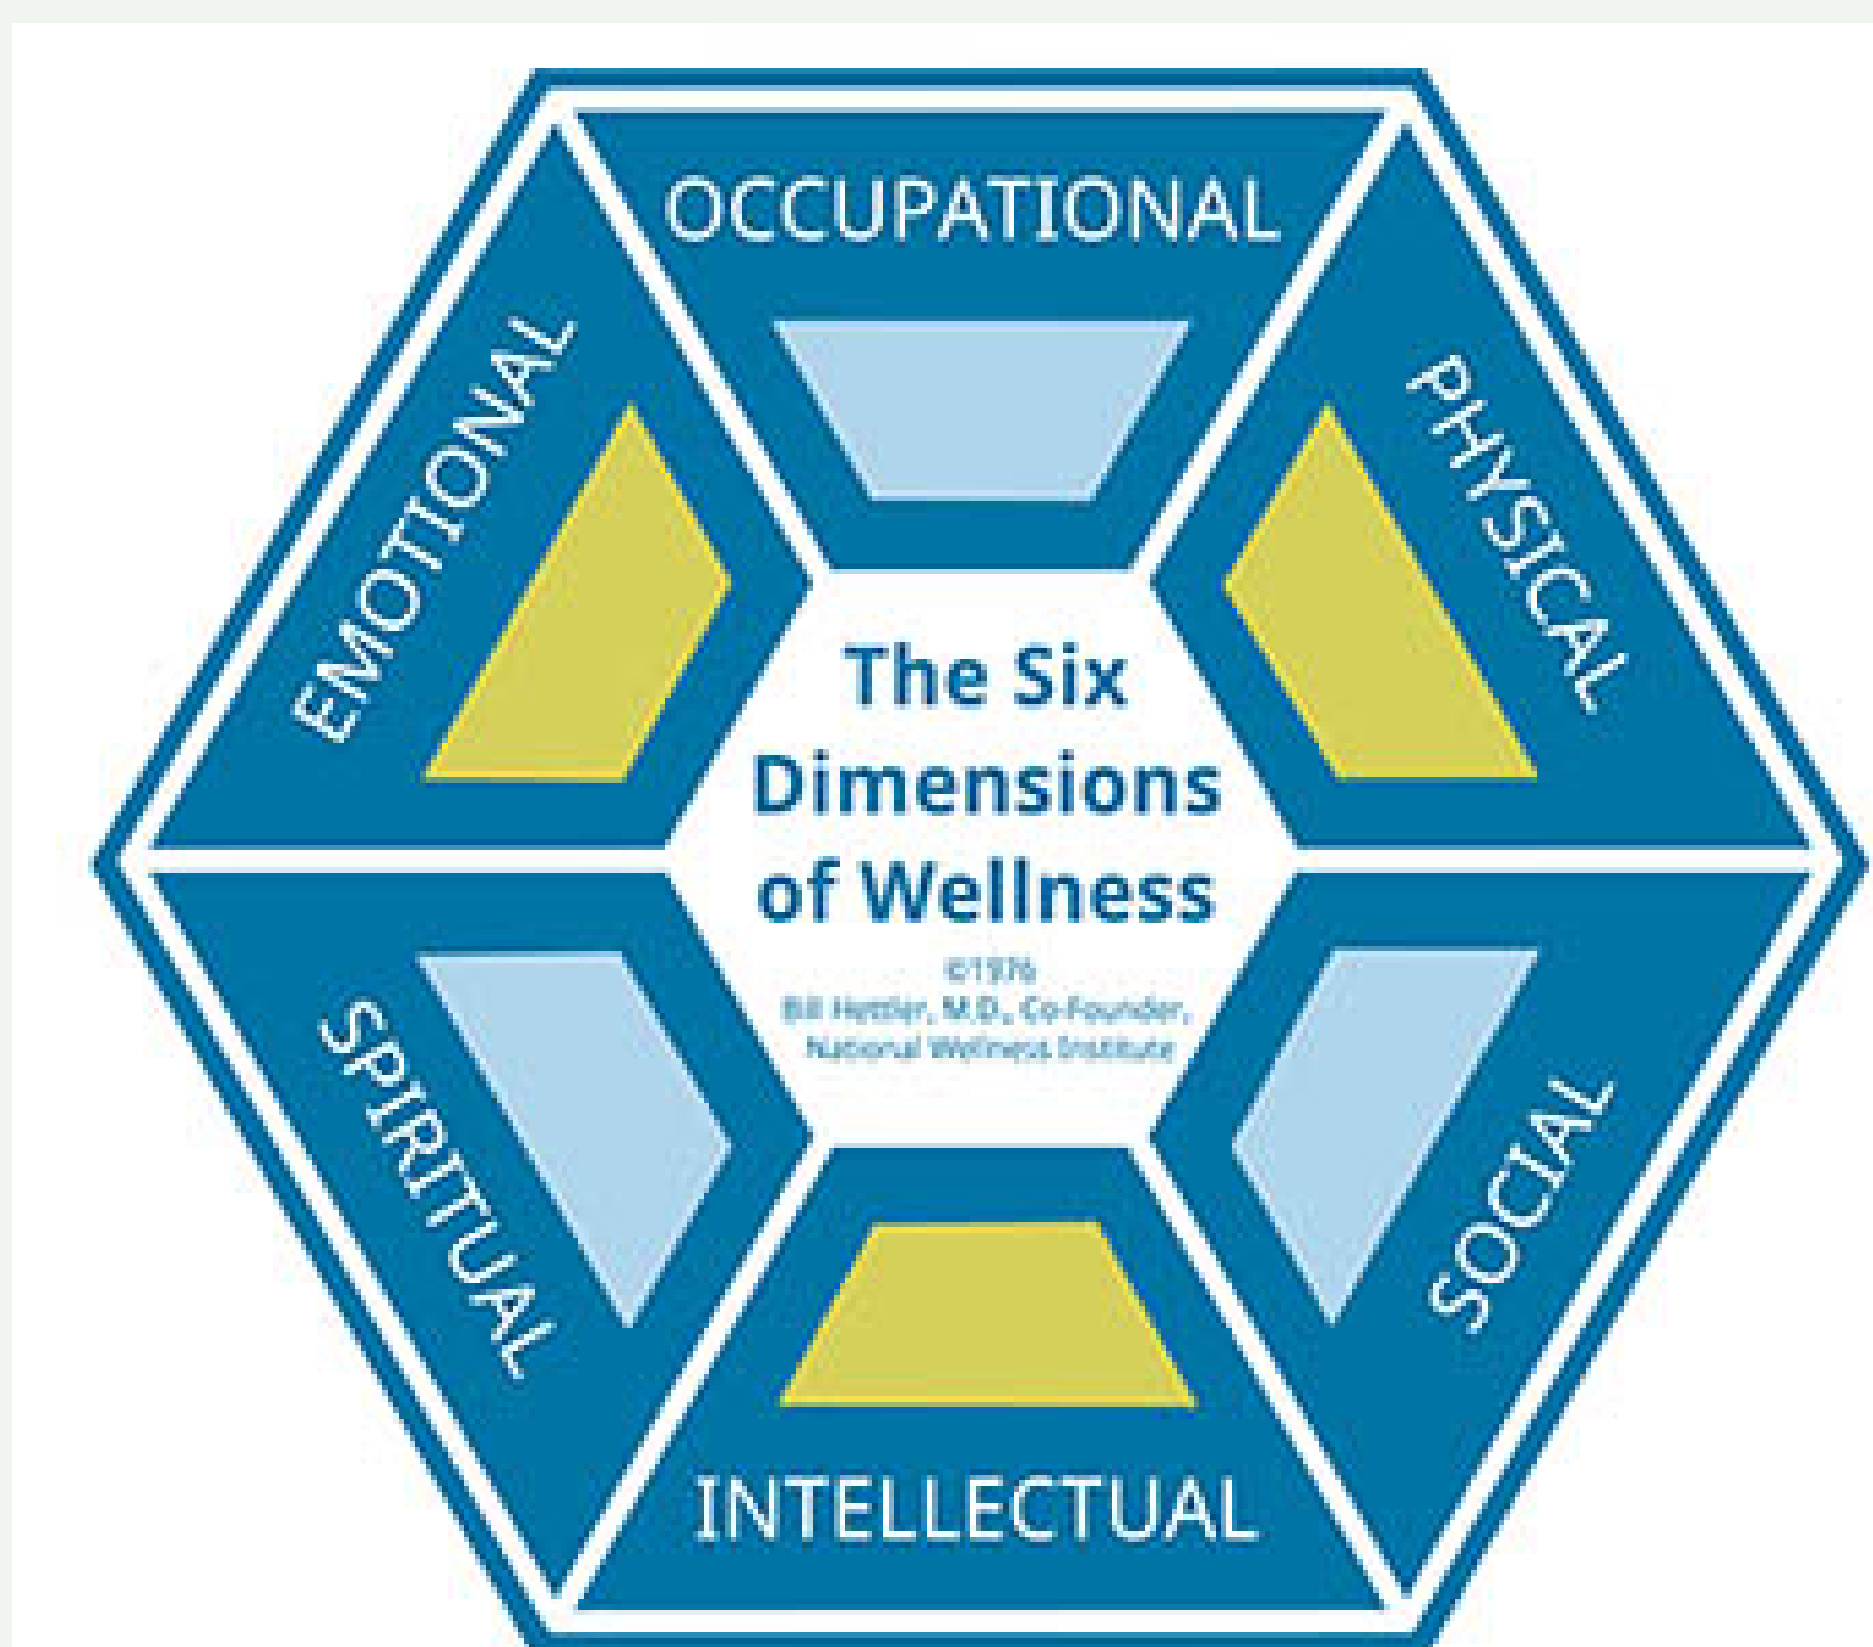 OCCUPATIONAL
EMOTIONAL
PHYSICAL
The Six
Dimensions
of Wellness
©1976
Bill Hettler, M.D., Co-Founder,
National Wellness Institute
SPIRITUAL
SOCIAL
INTELLECTUAL